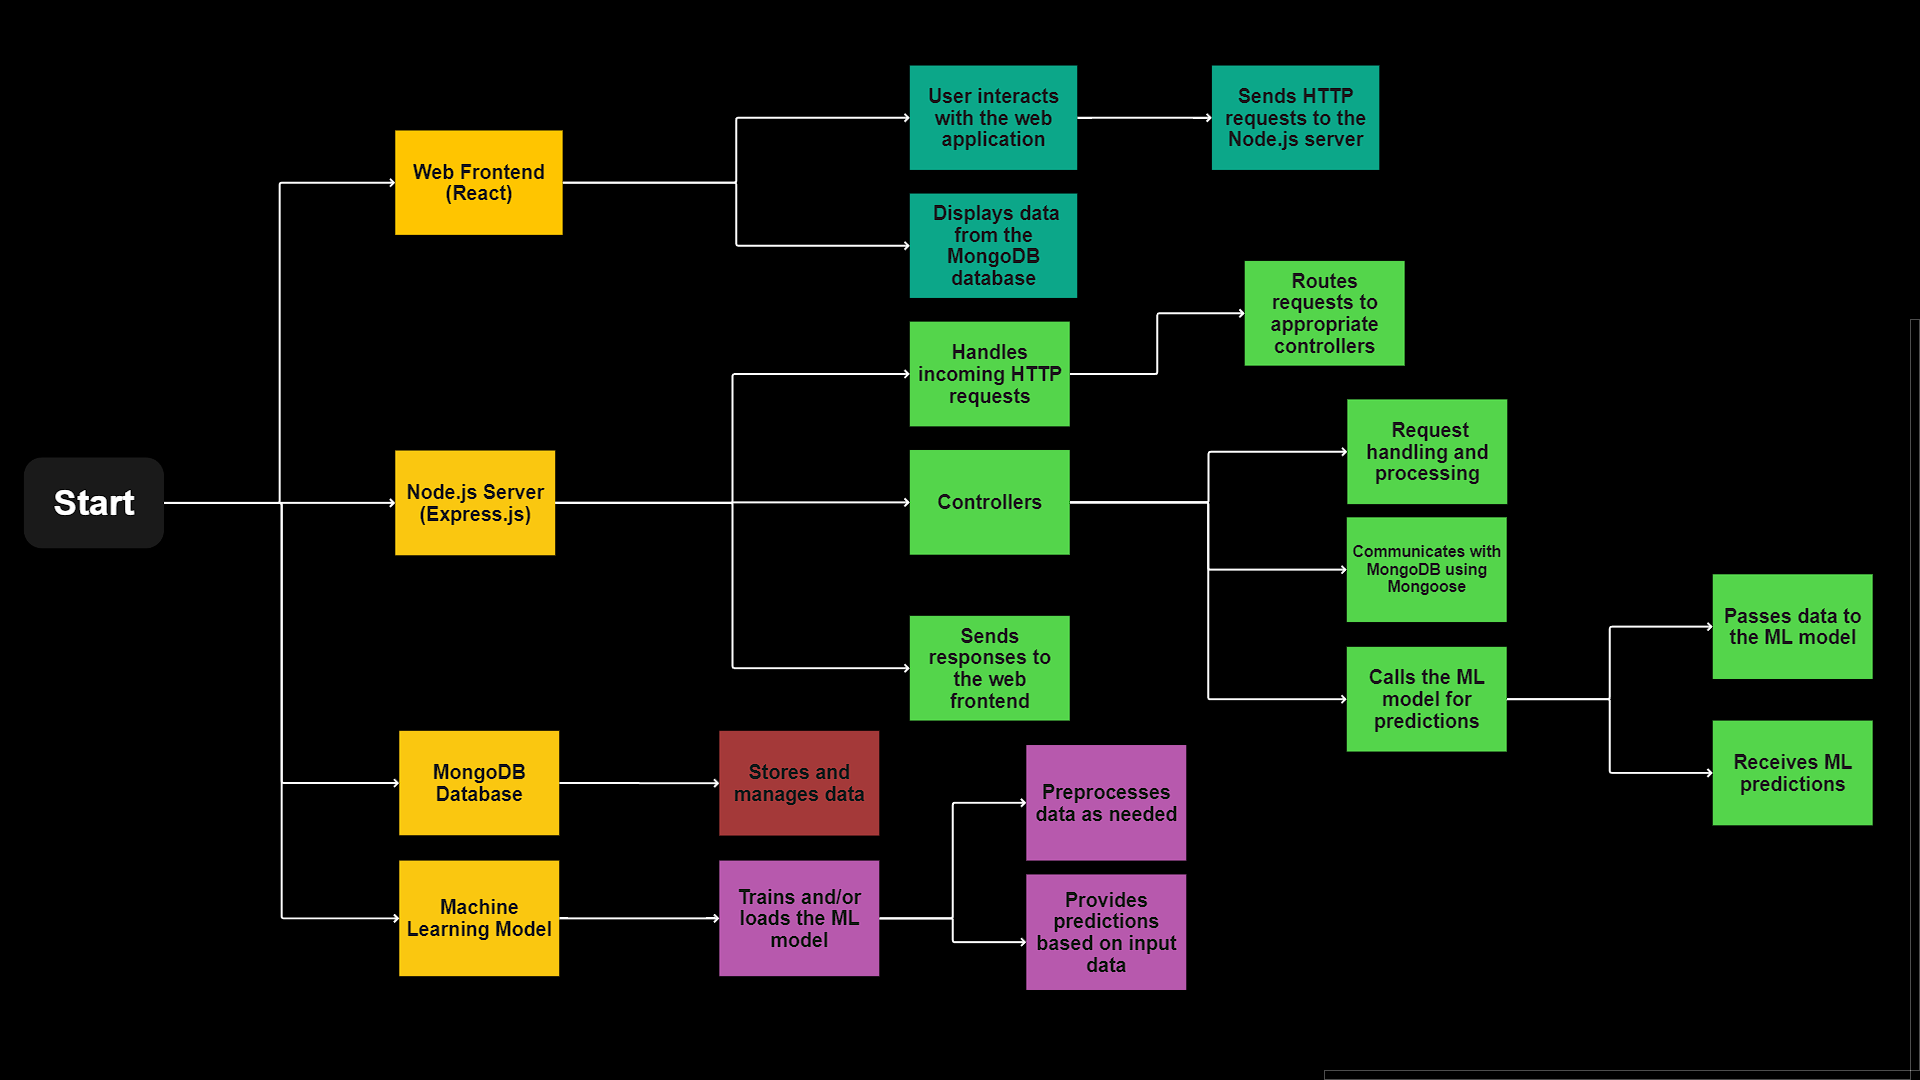 Start
Web Frontend
(React)
User interacts
with the web
application
Sends HTTP
requests to the
Node.js server
Displays data
from the
MongoDB
database
Node.js Server
(Express.js)
Handles
incoming HTTP
requests
Routes
requests to
appropriate
controllers
Controllers
Request
handling and
processing
Communicates with
MongoDB using
Mongoose
Calls the ML
model for
predictions
Passes data to
the ML model
Receives ML
predictions
Sends
responses to
the web
frontend
MongoDB
Database
Stores and
manages data
Machine
Learning Model
Trains and/or
loads the ML
model
Preprocesses
data as needed
Provides
predictions
based on input
data